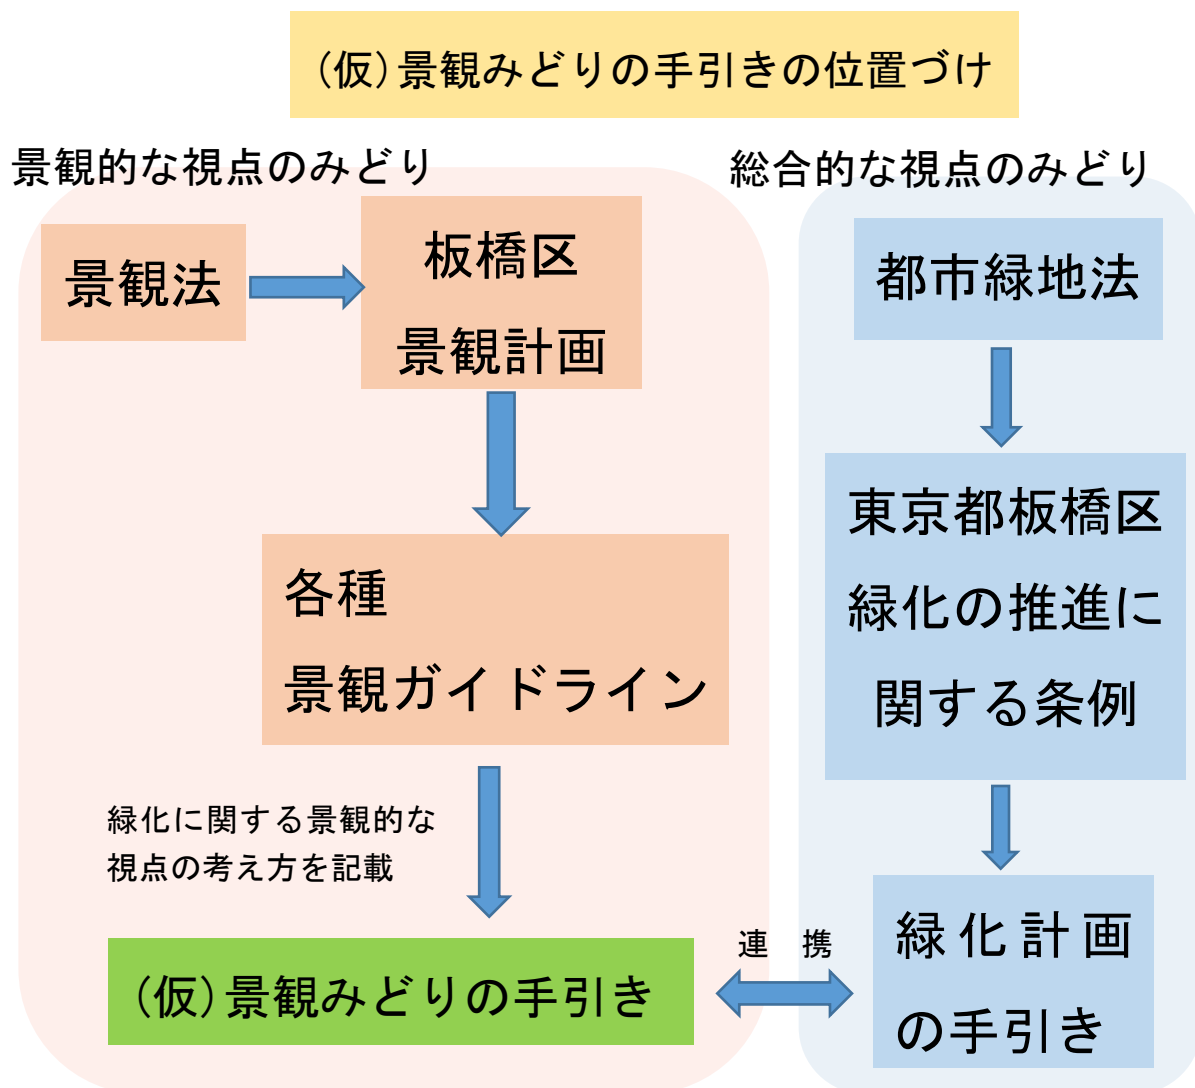 (仮)景観みどりの手引きの位置づけ
景観的な視点のみどり
景観法
板橋区
景観計画
各種
景観ガイドライン
緑化に関する景観的な
視点の考え方を記載
(仮)景観みどりの手引き
連 携
総合的な視点のみどり
都市緑地法
東京都板橋区
緑化の推進に
関する条例
緑化計画
の手引き